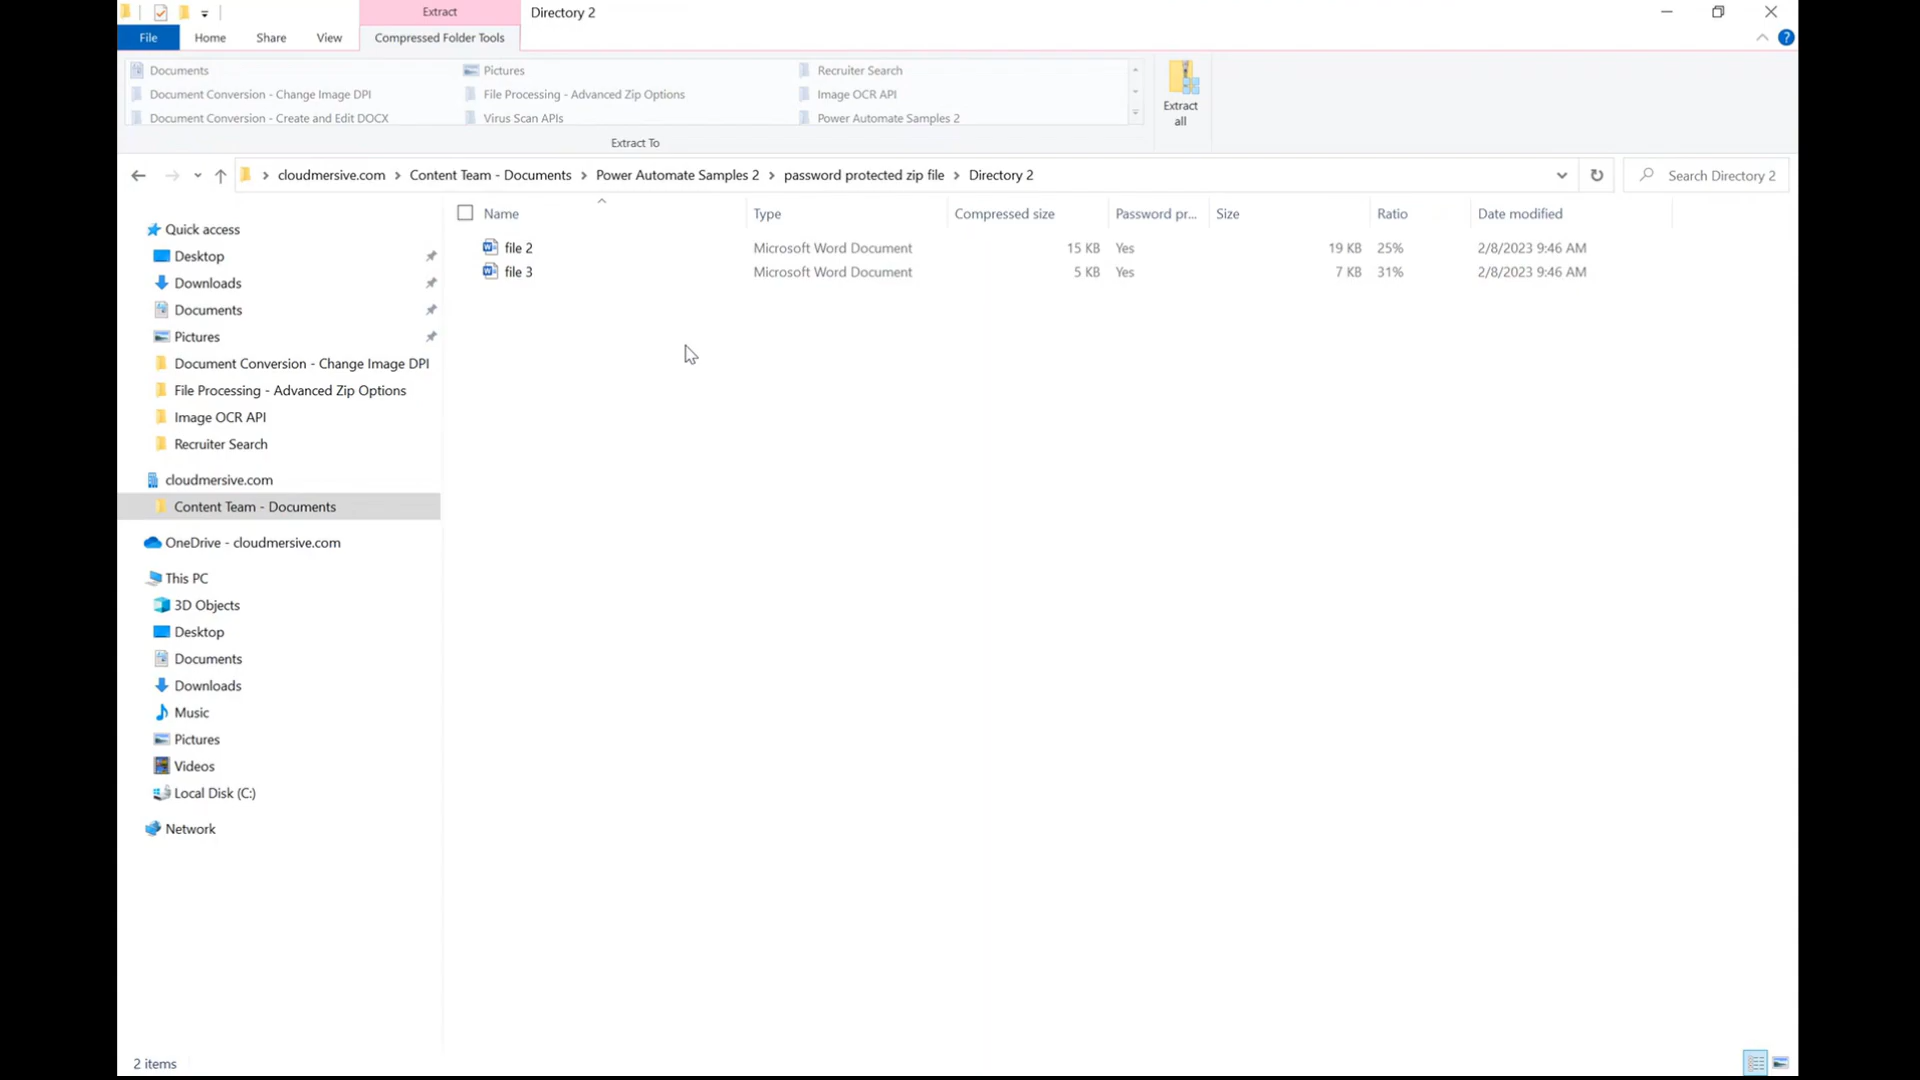 Extract
Directory 2
File
Home
Share
View
Compressed Folder Tools
Documents
Pictures
Recruiter Search
Document Conversion - Change Image DPI
File Processing - Advanced Zip Options
Image OCR API
Document Conversion - Create and Edit DOCX
Virus Scan APIs
Power Automate Samples 2
Extract
all
Extract To
cloudmersive.com > Content Team - Documents > Power Automate Samples 2 > password protected zip file > Directory 2
Search Directory 2
Name
Type
Compressed size
Password pr...
Size
Ratio
Date modified
file 2 Microsoft Word Document 15 KB Yes 19 KB 25% 2/8/2023 9:46 AM
file 3 Microsoft Word Document 5 KB Yes 7 KB 31% 2/8/2023 9:46 AM
Quick access
Desktop
Downloads
Documents
Pictures
Document Conversion - Change Image DPI
File Processing - Advanced Zip Options
Image OCR API
Recruiter Search
cloudmersive.com
Content Team - Documents
OneDrive - cloudmersive.com
This PC
3D Objects
Desktop
Documents
Downloads
Music
Pictures
Videos
Local Disk (C:)
Network
2 items